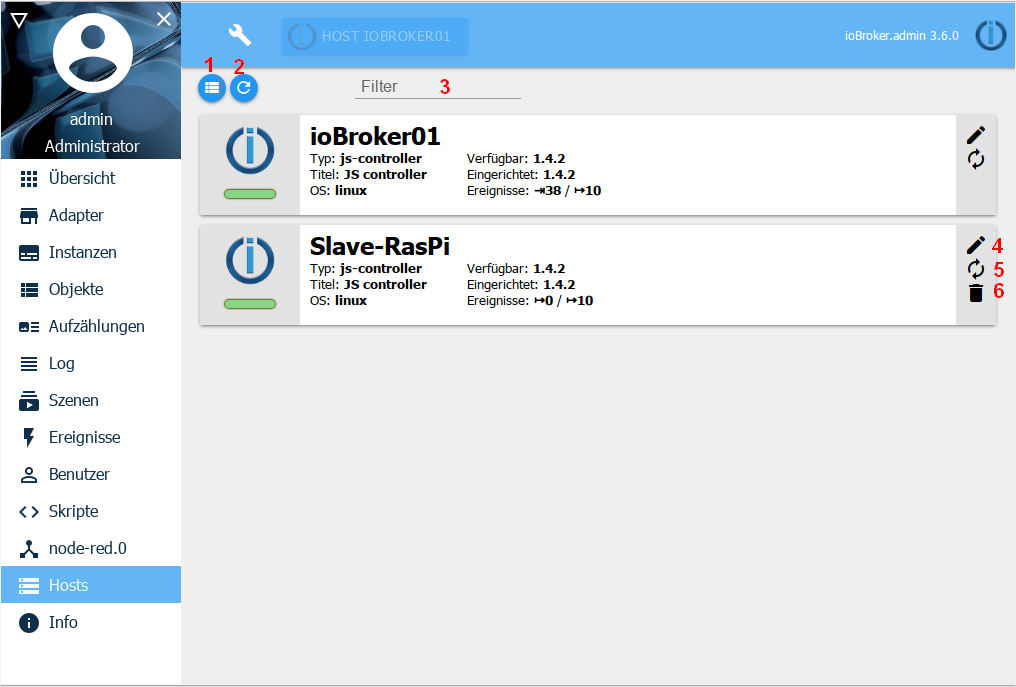 admin
Administrator
Übersicht
Adapter
Instanzen
Objekte
Aufzählungen
Log
Szenen
Ereignisse
Benutzer
Skripte
node-red.0
Hosts
Info
HOST IOBROKER01
ioBroker.admin 3.6.0
1 2
Filter 3
ioBroker01
Typ: js-controller Verfügbar: 1.4.2
Titel: JS controller Eingerichtet: 1.4.2
OS: linux Ereignisse: ⇥38 / ↦10
Slave-RasPi
Typ: js-controller Verfügbar: 1.4.2
Titel: JS controller Eingerichtet: 1.4.2
OS: linux Ereignisse: ↦0 / ↦10
4
5
6